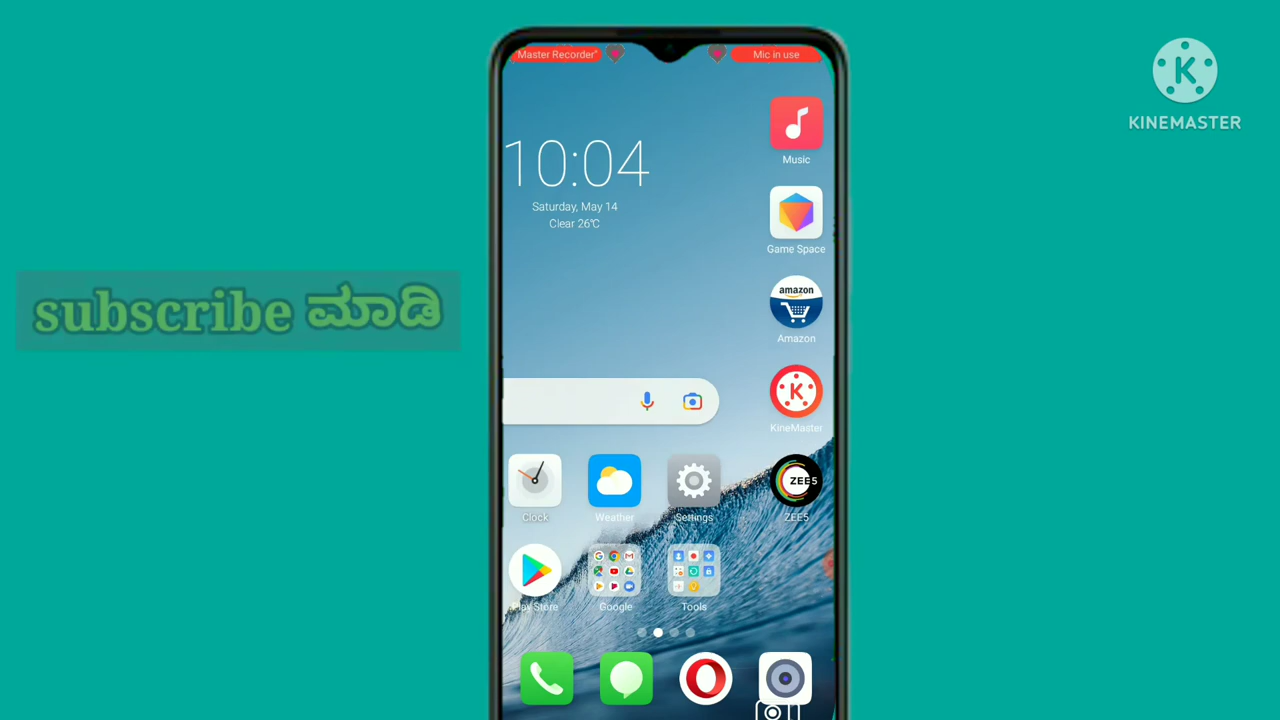 "Master Recorder"
Mic in use
KINEMASTER
10:04
Saturday, May 14
Clear 26℃
Music
Game Space
amazon
Amazon
subscribe ಮಾಡಿ
KineMaster
ZEE5
Clock
Weather
Settings
ZEE5
Play Store
Google
Tools